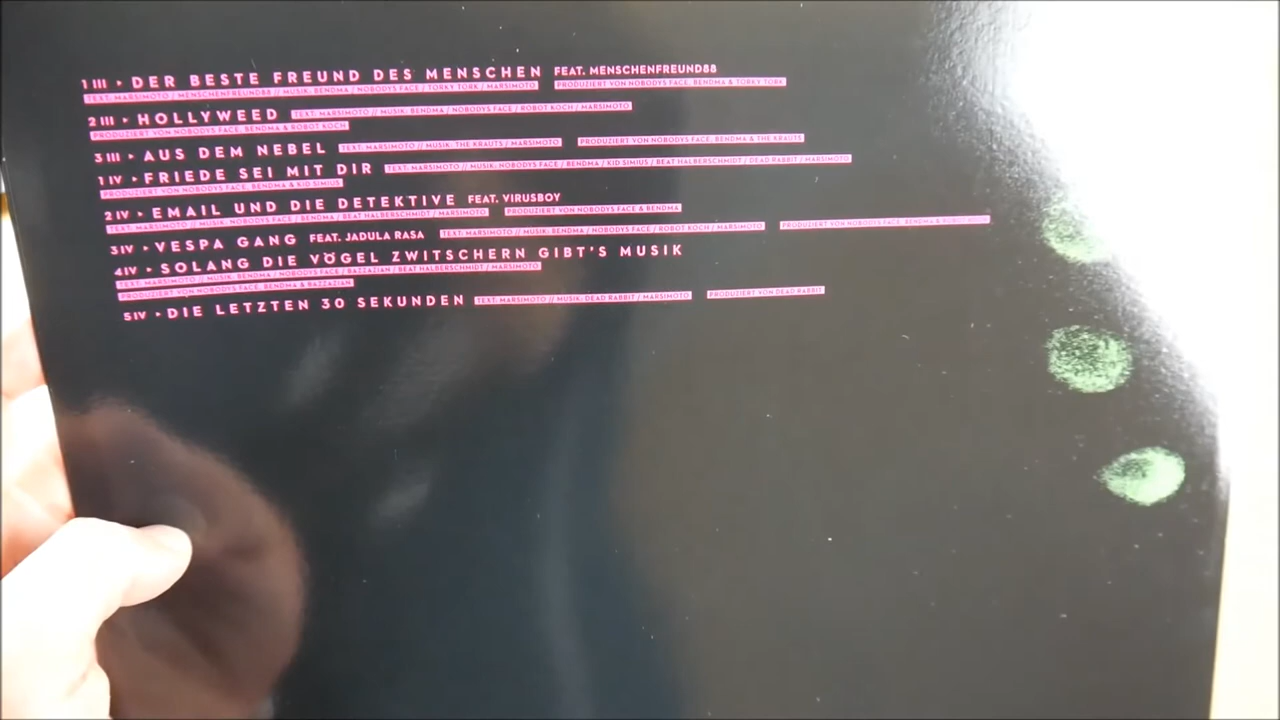 1 III ▸ DER BESTE FREUND DES MENSCHEN FEAT. MENSCHENFREUND88
TEXT: MARSIMOTO / MENSCHENFREUND88 // MUSIK: BENDMA / NOBODYS FACE / TORKY TORK / MARSIMOTO PRODUZIERT VON NOBODYS FACE, BENDMA & TORKY TORK
2 III ▸ HOLLYWEED TEXT: MARSIMOTO // MUSIK: BENDMA / NOBODYS FACE / ROBOT KOCH / MARSIMOTO
PRODUZIERT VON NOBODYS FACE, BENDMA & ROBOT KOCH
3 III ▸ AUS DEM NEBEL TEXT: MARSIMOTO // MUSIK: THE KRAUTS / MARSIMOTO PRODUZIERT VON NOBODYS FACE, BENDMA & THE KRAUTS
1 IV ▸ FRIEDE SEI MIT DIR TEXT: MARSIMOTO // MUSIK: NOBODYS FACE / BENDMA / KID SIMIUS / BEAT HALBERSCHMIDT / DEAD RABBIT / MARSIMOTO
PRODUZIERT VON NOBODYS FACE, BENDMA & KID SIMIUS
2 IV ▸ EMAIL UND DIE DETEKTIVE FEAT. VIRUSBOY
TEXT: MARSIMOTO // MUSIK: NOBODYS FACE / BENDMA / BEAT HALBERSCHMIDT / MARSIMOTO PRODUZIERT VON NOBODYS FACE & BENDMA
3 IV ▸ VESPA GANG FEAT. JADULA RASA TEXT: MARSIMOTO // MUSIK: BENDMA / NOBODYS FACE / ROBOT KOCH / MARSIMOTO PRODUZIERT VON NOBODYS FACE, BENDMA & ROBOT KOCH
4 IV ▸ SOLANG DIE VÖGEL ZWITSCHERN GIBT'S MUSIK
TEXT: MARSIMOTO // MUSIK: BENDMA / NOBODYS FACE / BAZZAZIAN / BEAT HALBERSCHMIDT / MARSIMOTO
PRODUZIERT VON NOBODYS FACE, BENDMA & BAZZAZIAN
5 IV ▸ DIE LETZTEN 30 SEKUNDEN TEXT: MARSIMOTO // MUSIK: DEAD RABBIT / MARSIMOTO PRODUZIERT VON DEAD RABBIT